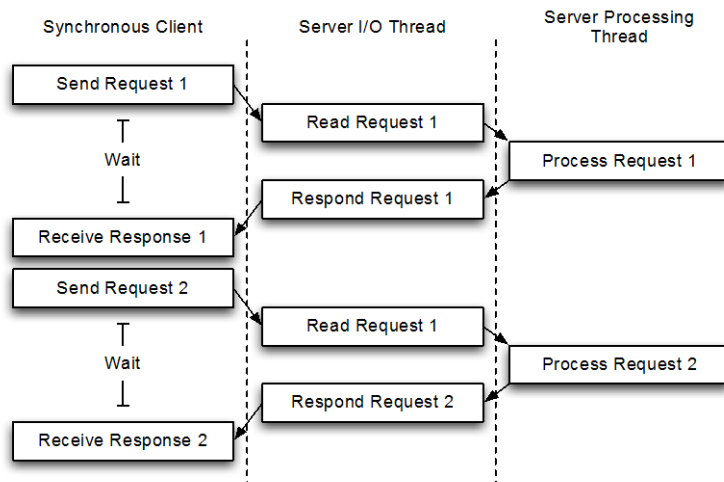 Synchronous Client
Server I/O Thread
Server Processing
Thread
Send Request 1
Read Request 1
Wait
Process Request 1
Respond Request 1
Receive Response 1
Send Request 2
Read Request 1
Wait
Process Request 2
Respond Request 2
Receive Response 2